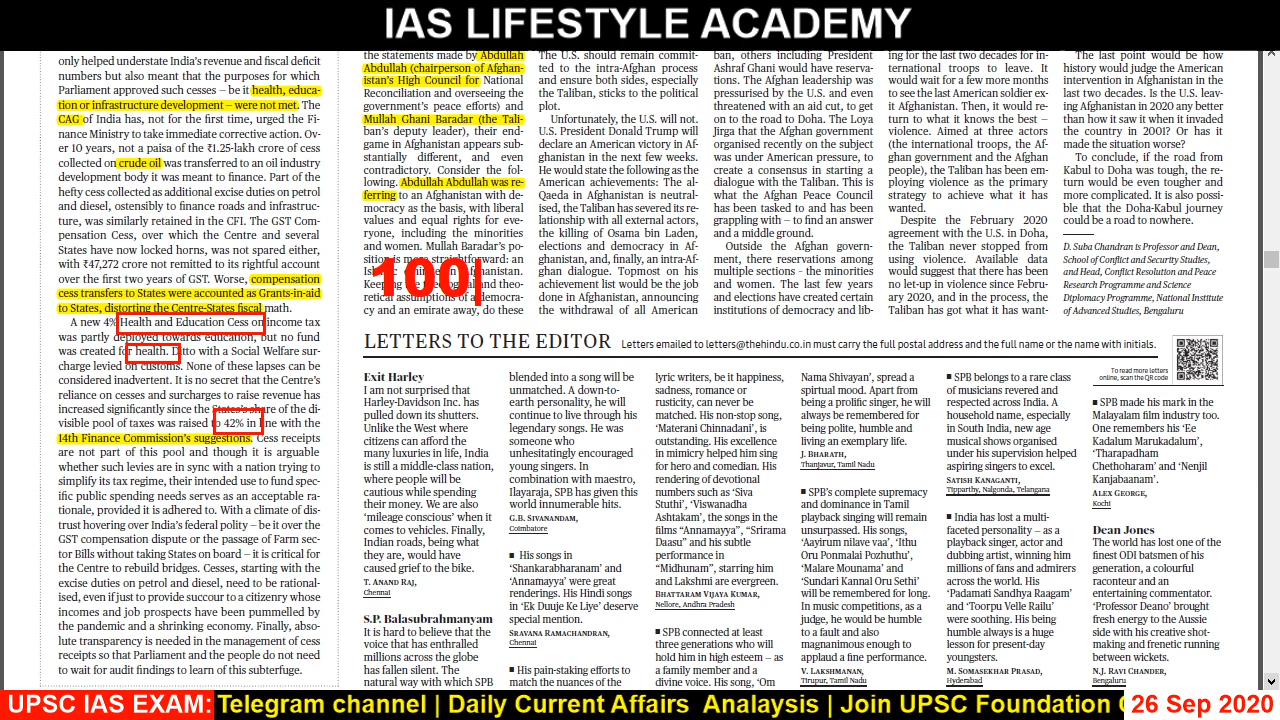 IAS LIFESTYLE ACADEMY
only helped understate India's revenue and fiscal deficit
numbers but also meant that the purposes for which
Parliament approved such cesses – be it health, educa-
tion or infrastructure development – were not met. The
CAG of India has, not for the first time, urged the Fi-
nance Ministry to take immediate corrective action. Ov-
er 10 years, not a paisa of the ₹1.25-lakh crore of cess
collected on crude oil was transferred to an oil industry
development body it was meant to finance. Part of the
hefty cess collected as additional excise duties on petrol
and diesel, ostensibly to finance roads and infrastruc-
ture, was similarly retained in the CFI. The GST Com-
pensation Cess, over which the Centre and several
States have now locked horns, was not spared either,
with ₹47,272 crore not remitted to its rightful account
over the first two years of GST. Worse, compensation
cess transfers to States were accounted as Grants-in-aid
to States, distorting the Centre-States fiscal math.
A new 4% Health and Education Cess on income tax
was partly deployed towards education, but no fund
was created for health. Ditto with a Social Welfare sur-
charge levied on customs. None of these lapses can be
considered inadvertent. It is no secret that the Centre's
reliance on cesses and surcharges to raise revenue has
increased significantly since the States's share of the di-
visible pool of taxes was raised to 42% in line with the
14th Finance Commission's suggestions. Cess receipts
are not part of this pool and though it is arguable
whether such levies are in sync with a nation trying to
simplify its tax regime, their intended use to fund spec-
ific public spending needs serves as an acceptable ra-
tionale, provided it is adhered to. With a climate of dis-
trust hovering over India's federal polity – be it over the
GST compensation dispute or the passage of Farm sec-
tor Bills without taking States on board – it is critical for
the Centre to rebuild bridges. Cesses, starting with the
excise duties on petrol and diesel, need to be rational-
ised, even if just to provide succour to a citizenry whose
incomes and job prospects have been pummelled by
the pandemic and a shrinking economy. Finally, abso-
lute transparency is needed in the management of cess
receipts so that Parliament and the people do not need
to wait for audit findings to learn of this subterfuge.
the statements made by Abdullah
Abdullah (chairperson of Afghan-
istan's High Council for National
Reconciliation and overseeing the
government's peace efforts) and
Mullah Ghani Baradar (the Tali-
ban's deputy leader), their end-
game in Afghanistan appears sub-
stantially different, and even
contradictory. Consider the fol-
lowing. Abdullah Abdullah was re-
ferring to an Afghanistan with de-
mocracy as the basis, with liberal
values and equal rights for eve-
ryone, including the minorities
and women. Mullah Baradar's po-
sition is more straightforward: an
in Afghanistan.
Keeping the and theo-
retical assumptions of a democra-
cy and an emirate away, do these
100
The U.S. should remain commit-
ted to the intra-Afghan process
and ensure both sides, especially
the Taliban, sticks to the political
plot.
Unfortunately, the U.S. will not.
U.S. President Donald Trump will
declare an American victory in Af-
ghanistan in the next few weeks.
He would state the following as the
American achievements: The al-
Qaeda in Afghanistan is neutral-
ised, the Taliban has severed its re-
lationship with all external actors,
the killing of Osama bin Laden,
elections and democracy in Af-
ghanistan, and, finally, an intra-Af-
ghan dialogue. Topmost on his
achievement list would be the job
done in Afghanistan, announcing
the withdrawal of all American
ban, others including President
Ashraf Ghani would have reserva-
tions. The Afghan leadership was
pressurised by the U.S. and even
threatened with an aid cut, to get
on to the road to Doha. The Loya
Jirga that the Afghan government
organised recently on the subject
was under American pressure, to
create a consensus in starting a
dialogue with the Taliban. This is
what the Afghan Peace Council
has been tasked to and has been
grappling with – to find an answer
and a middle ground.
Outside the Afghan govern-
ment, there reservations among
multiple sections - the minorities
and women. The last few years
and elections have created certain
institutions of democracy and lib-
ing for the last two decades for in-
ternational troops to leave. It
would wait for a few more months
to see the last American soldier ex-
it Afghanistan. Then, it would re-
turn to what it knows the best –
violence. Aimed at three actors
(the international troops, the Af-
ghan government and the Afghan
people), the Taliban has been em-
ploying violence as the primary
strategy to achieve what it has
wanted.
Despite the February 2020
agreement with the U.S. in Doha,
the Taliban never stopped from
using violence. Available data
would suggest that there has been
no let-up in violence since Febru-
ary 2020, and in the process, the
Taliban has got what it has want-
The last point would be how
history would judge the American
intervention in Afghanistan in the
last two decades. Is the U.S. leav-
ing Afghanistan in 2020 any better
than how it saw it when it invaded
the country in 2001? Or has it
made the situation worse?
To conclude, if the road from
Kabul to Doha was tough, the re-
turn would be even tougher and
more complicated. It is also possi-
ble that the Doha-Kabul journey
could be a road to nowhere.
D. Suba Chandran is Professor and Dean,
School of Conflict and Security Studies,
and Head, Conflict Resolution and Peace
Research Programme and Science
Diplomacy Programme, National Institute
of Advanced Studies, Bengaluru
LETTERS TO THE EDITOR Letters emailed to letters@thehindu.co.in must carry the full postal address and the full name or the name with initials.
To read more letters
online, scan the QR code
Exit Harley
I am not surprised that
Harley-Davidson Inc. has
pulled down its shutters.
Unlike the West where
citizens can afford the
many luxuries in life, India
is still a middle-class nation,
where people will be
cautious while spending
their money. We are also
'mileage conscious' when it
comes to vehicles. Finally,
Indian roads, being what
they are, would have
caused grief to the bike.
T. ANAND RAJ,
Chennai
S.P. Balasubrahmanyam
It is hard to believe that the
voice that has enthralled
millions across the globe
has fallen silent. The
natural way with which SPB
blended into a song will be
unmatched. A down-to-
earth personality, he will
continue to live through his
legendary songs. He was
someone who
unhesitatingly encouraged
young singers. In
combination with maestro,
Ilayaraja, SPB has given this
world innumerable hits.
G.B. SIVANANDAM,
Coimbatore
■ His songs in
'Shankarabharanam' and
'Annamayya' were great
renderings. His Hindi songs
in 'Ek Duuje Ke Liye' deserve
special mention.
SRAVANA RAMACHANDRAN,
Chennai
■ His pain-staking efforts to
match the nuances of the
lyric writers, be it happiness,
sadness, romance or
rusticity, can never be
matched. His non-stop song,
'Materani Chinnadani', is
outstanding. His excellence
in mimicry helped him sing
for hero and comedian. His
rendering of devotional
numbers such as 'Siva
Stuthi', 'Viswanadha
Ashtakam', the songs in the
films "Annamayya", "Srirama
Daasu" and his subtle
performance in
"Midhunam", starring him
and Lakshmi are evergreen.
BHATTARAM VIJAYA KUMAR,
Nellore, Andhra Pradesh
■ SPB connected at least
three generations who will
hold him in high esteem – as
a family member and a
divine voice. His song, 'Om
Nama Shivayan', spread a
spirtual mood. Apart from
being a prolific singer, he will
always be remembered for
being polite, humble and
living an exemplary life.
J. BHARATH,
Thanjavur, Tamil Nadu
■ SPB's complete supremacy
and dominance in Tamil
playback singing will remain
unsurpassed. His songs,
'Aayirum nilave vaa', 'Ithu
Oru Ponmalai Pozhuthu',
'Malare Mounama' and
'Sundari Kannal Oru Sethi'
will be remembered for long.
In music competitions, as a
judge, he would be humble
to a fault and also
magnanimous enough to
applaud a fine performance.
V. LAKSHMANAN,
Tirupur, Tamil Nadu
■ SPB belongs to a rare class
of musicians revered and
respected across India. A
household name, especially
in South India, new age
musical shows organised
under his supervision helped
aspiring singers to excel.
SATISH KANAGANTI,
Tipparthy, Nalgonda, Telangana
■ India has lost a multi-
faceted personality – as a
playback singer, actor and
dubbing artist, winning him
millions of fans and admirers
across the world. His
'Padamati Sandhya Raagam'
and 'Toorpu Velle Railu'
were soothing. His being
humble always is a huge
lesson for present-day
youngsters.
M. SOMASEKHAR PRASAD,
Hyderabad
■ SPB made his mark in the
Malayalam film industry too.
One remembers his 'Ee
Kadalum Marukadalum',
'Tharapadham
Chethoharam' and 'Nenjil
Kanjabaanam'.
ALEX GEORGE,
Kochi
Dean Jones
The world has lost one of the
finest ODI batsmen of his
generation, a colourful
raconteur and an
entertaining commentator.
'Professor Deano' brought
fresh energy to the Aussie
side with his creative shot-
making and frenetic running
between wickets.
N.J. RAVI CHANDER,
Bengaluru
UPSC IAS EXAM: Telegram channel | Daily Current Affairs Analaysis | Join UPSC Foundation 26 Sep 2020